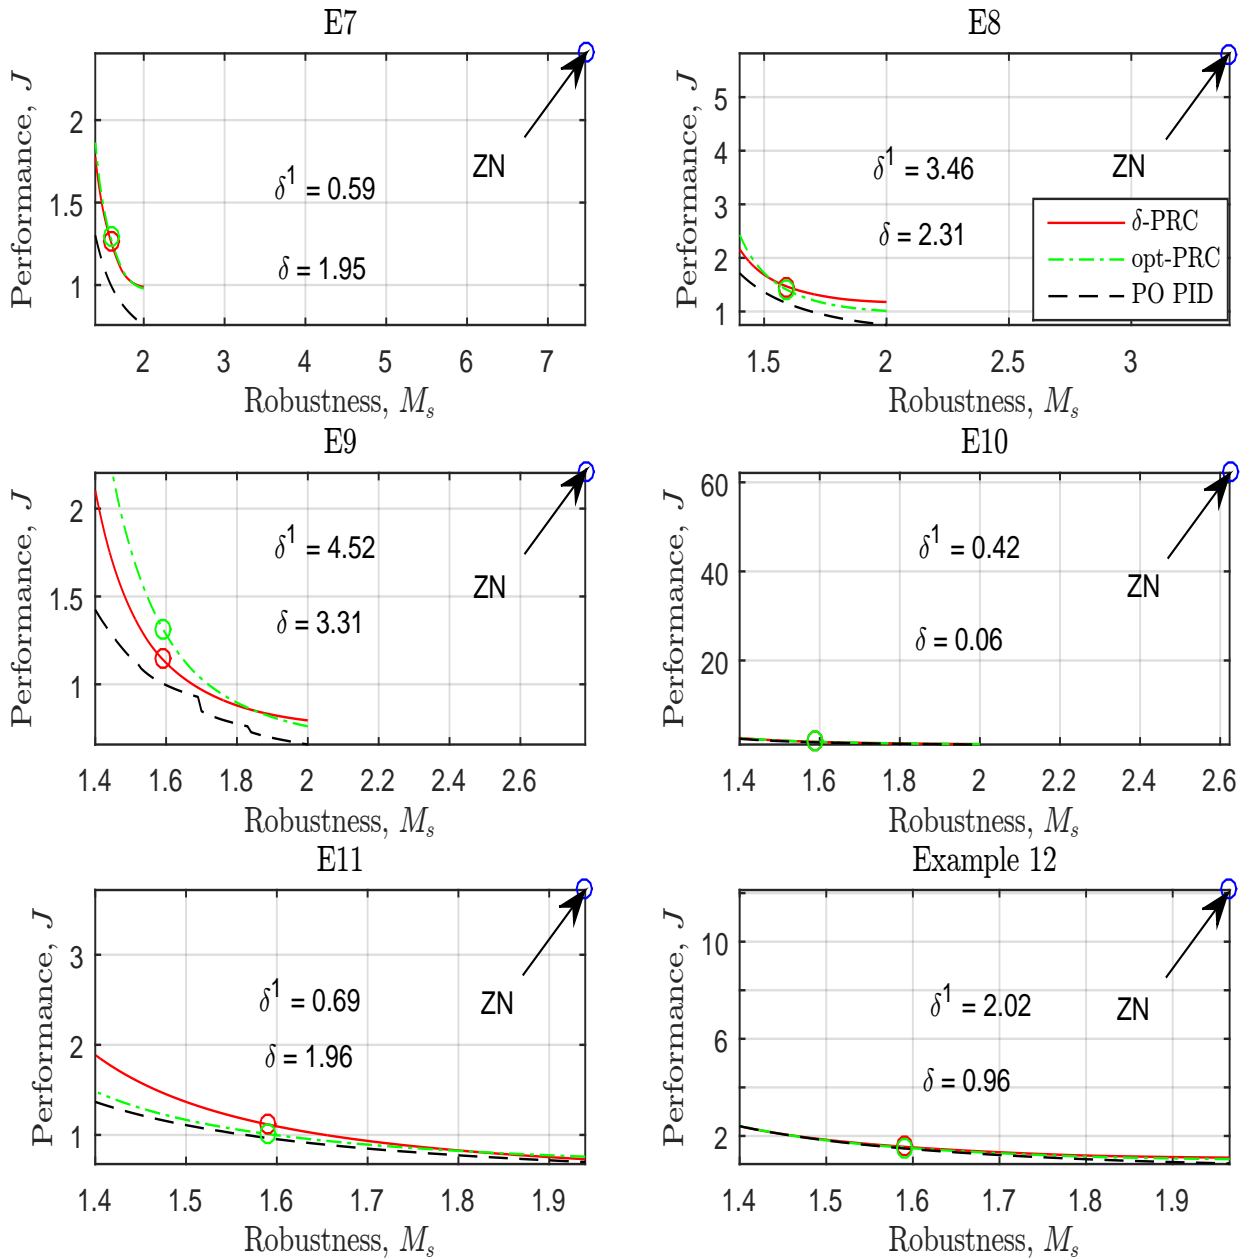 E7
Performance, J
2
1.5
1
δ¹ = 0.59
δ = 1.95
ZN
2 3 4 5 6 7
Robustness, Mₛ
E8
Performance, J
5
4
3
2
1
δ¹ = 3.46
δ = 2.31
ZN
δ-PRC
opt-PRC
PO PID
1.5 2 2.5 3
Robustness, Mₛ
E9
Performance, J
2
1.5
1
δ¹ = 4.52
δ = 3.31
ZN
1.4 1.6 1.8 2 2.2 2.4 2.6
Robustness, Mₛ
E10
Performance, J
60
40
20
δ¹ = 0.42
δ = 0.06
ZN
1.4 1.6 1.8 2 2.2 2.4 2.6
Robustness, Mₛ
E11
Performance, J
3
2
1
δ¹ = 0.69
δ = 1.96
ZN
1.4 1.5 1.6 1.7 1.8 1.9
Robustness, Mₛ
Example 12
Performance, J
10
6
2
δ¹ = 2.02
δ = 0.96
ZN
1.4 1.5 1.6 1.7 1.8 1.9
Robustness, Mₛ